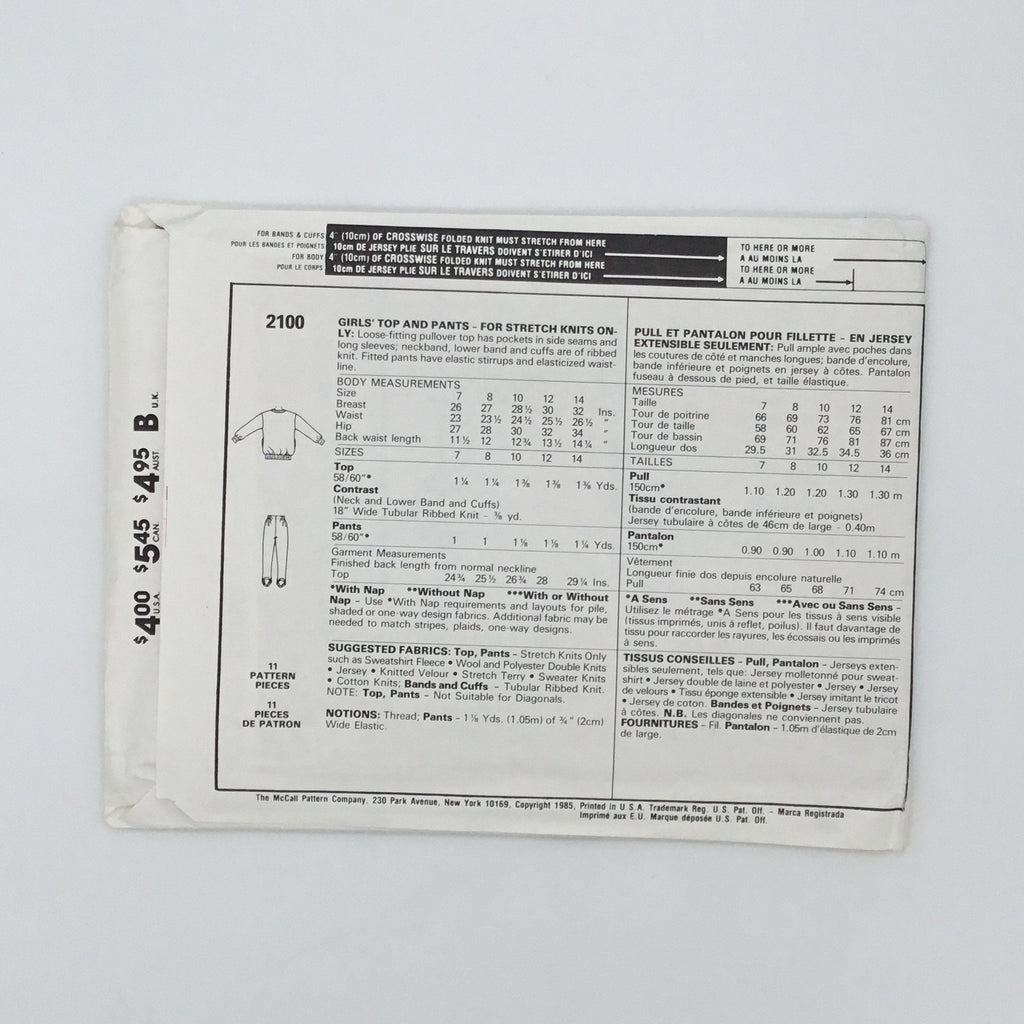 FOR BANDS & CUFFS 4" (10cm) OF CROSSWISE FOLDED KNIT MUST STRETCH FROM HERE TO HERE OR MORE
POUR LES BANDES ET POIGNETS 10cm DE JERSEY PLIE SUR LE TRAVERS DOIVENT S'ETIRER D'ICI A AU MOINS LA
FOR BODY 4" (10cm) OF CROSSWISE FOLDED KNIT MUST STRETCH FROM HERE TO HERE OR MORE
POUR LE CORPS 10cm DE JERSEY PLIE SUR LE TRAVERS DOIVENT S'ETIRER D'ICI A AU MOINS LA
$4.00 U.S.A. $5.45 CAN. $4.95 AUST. B U.K.
2100
11
PATTERN
PIECES
11
PIECES
DE PATRON
GIRLS' TOP AND PANTS - FOR STRETCH KNITS ON-
LY: Loose-fitting pullover top has pockets in side seams and
long sleeves; neckband, lower band and cuffs are of ribbed
knit. Fitted pants have elastic stirrups and elasticized waist-
line.
BODY MEASUREMENTS
Size 7 8 10 12 14
Breast 26 27 28½ 30 32 Ins.
Waist 23 23½ 24½ 25½ 26½ "
Hip 27 28 30 32 34 "
Back waist length 11½ 12 12¾ 13½ 14¼ "
SIZES 7 8 10 12 14
Top
58/60"* 1¼ 1¼ 1⅜ 1⅜ 1⅜ Yds.
Contrast
(Neck and Lower Band and Cuffs)
18" Wide Tubular Ribbed Knit - ⅜ yd.
Pants
58/60"* 1 1 1⅛ 1⅛ 1¼ Yds.
Garment Measurements
Finished back length from normal neckline
Top 24¾ 25½ 26¾ 28 29¼ Ins.
*With Nap **Without Nap ***With or Without
Nap - Use *With Nap requirements and layouts for pile,
shaded or one-way design fabrics. Additional fabric may be
needed to match stripes, plaids, one-way designs.
SUGGESTED FABRICS: Top, Pants - Stretch Knits Only
such as Sweatshirt Fleece • Wool and Polyester Double Knits
• Jersey • Knitted Velour • Stretch Terry • Sweater Knits
• Cotton Knits; Bands and Cuffs - Tubular Ribbed Knit.
NOTE: Top, Pants - Not Suitable for Diagonals.
NOTIONS: Thread; Pants - 1⅛ Yds. (1.05m) of ¾" (2cm)
Wide Elastic.
PULL ET PANTALON POUR FILLETTE - EN JERSEY
EXTENSIBLE SEULEMENT: Pull ample avec poches dans
les coutures de côté et manches longues; bande d'encolure,
bande inférieure et poignets en jersey à côtes. Pantalon
fuseau à dessous de pied, et taille élastique.
MESURES
Taille 7 8 10 12 14
Tour de poitrine 66 69 73 76 81 cm
Tour de taille 58 60 62 65 67 cm
Tour de bassin 69 71 76 81 87 cm
Longueur dos 29.5 31 32.5 34.5 36 cm
TAILLES 7 8 10 12 14
Pull
150cm* 1.10 1.20 1.20 1.30 1.30 m
Tissu contrastant
(bande d'encolure, bande inférieure et poignets)
Jersey tubulaire à côtes de 46cm de large - 0.40m
Pantalon
150cm* 0.90 0.90 1.00 1.10 1.10 m
Vêtement
Longueur finie dos depuis encolure naturelle
Pull 63 65 68 71 74 cm
*A Sens **Sans Sens ***Avec ou Sans Sens -
Utilisez le métrage *A Sens pour les tissus à sens visible
(tissus imprimés, unis à reflet, poilus). Il faut davantage de
tissu pour raccorder les rayures, les écossais ou les imprimés
à sens.
TISSUS CONSEILLES - Pull, Pantalon - Jerseys exten-
sibles seulement, tels que: Jersey molletonné pour sweat-
shirt • Jersey double de laine et polyester • Jersey • Jersey
de velours • Tissu éponge extensible • Jersey imitant le tricot
• Jersey de coton. Bandes et Poignets - Jersey tubulaire
à côtes. N.B. Les diagonales ne conviennent pas.
FOURNITURES - Fil. Pantalon - 1.05m d'élastique de 2cm
de large.
The McCall Pattern Company, 230 Park Avenue, New York 10169, Copyright 1985, Printed in U.S.A. Trademark Reg. U.S. Pat. Off. - Marca Registrada
Imprimé aux E.U. Marque déposée U.S. Pat. Off.